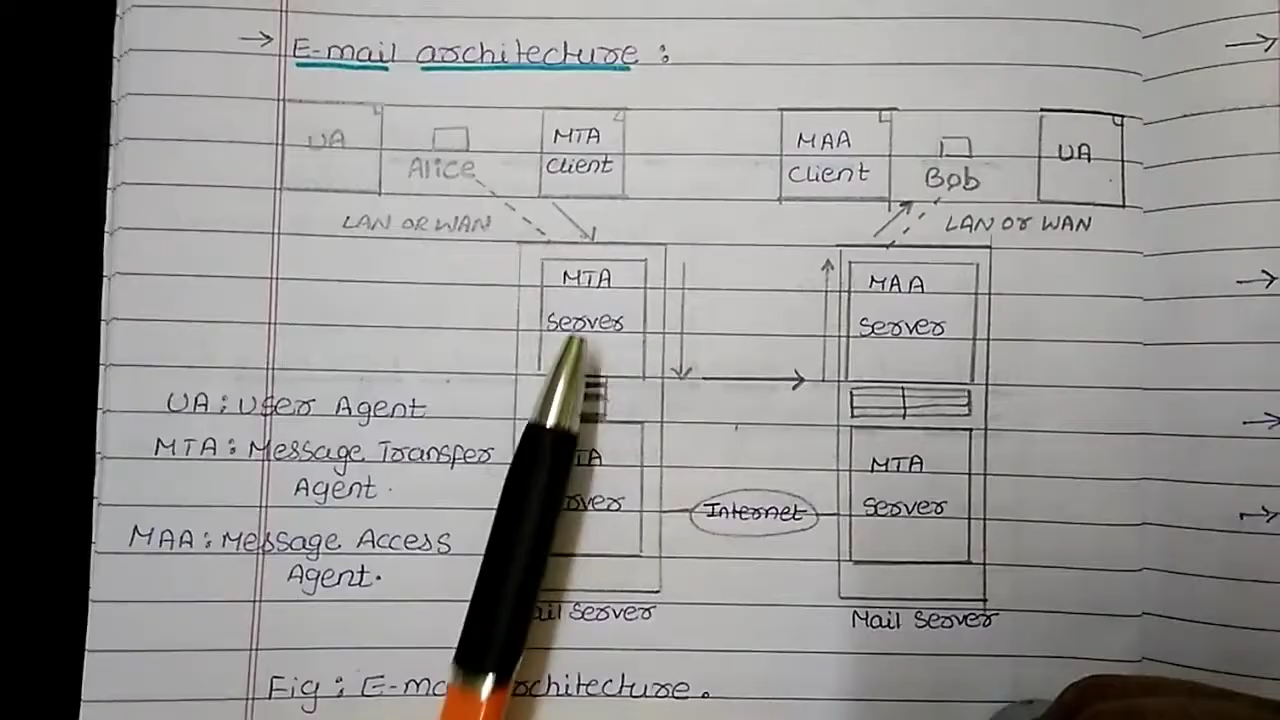 → E-mail architecture :
UA
Alice
MTA
Client
MAA
Client
Bob
UA
LAN OR WAN
LAN OR WAN
MTA
Server
MAA
Server
UA : User Agent
MTA : Message Transfer
Agent.
MAA : Message Access
Agent.
Internet
MTA
Server
Server
Mail Server
Fig : E-mail architecture.